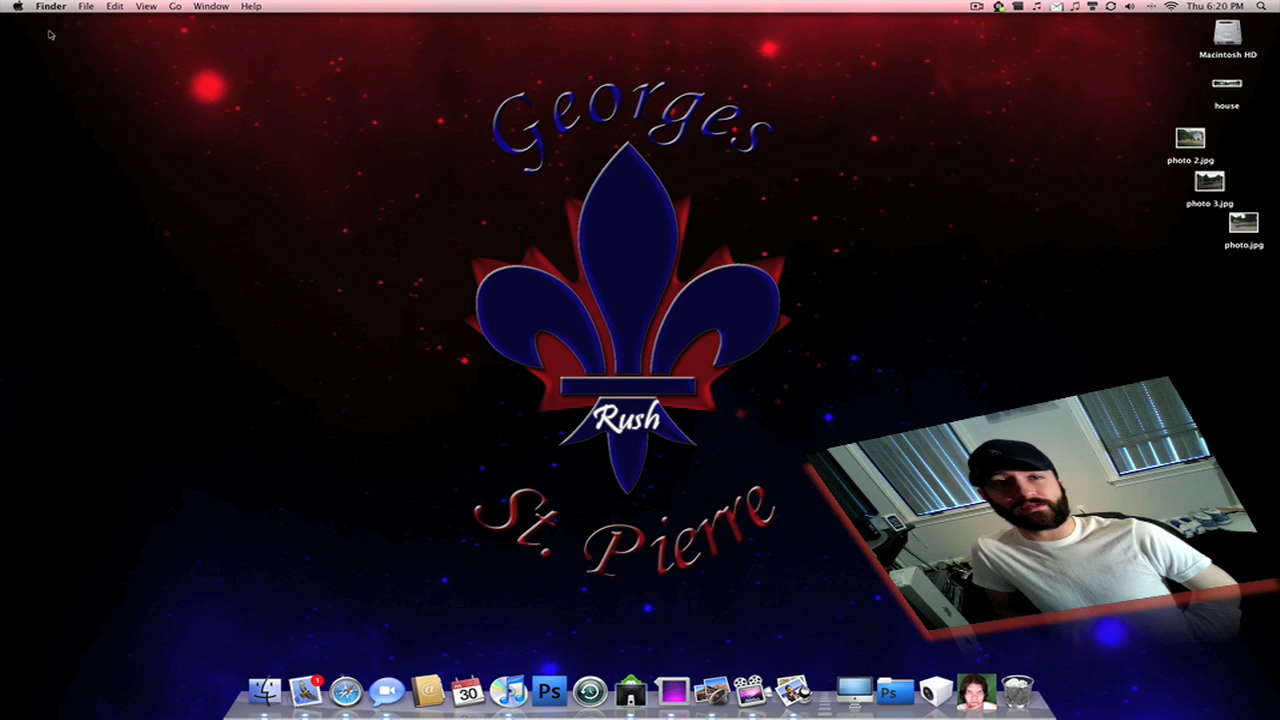 Finder File Edit View Go Window Help Thu 6:20 PM
Macintosh HD
house
photo 2.jpg
photo 3.jpg
photo.jpg
Georges
Rush
St. Pierre
1
30
Ps
Ps